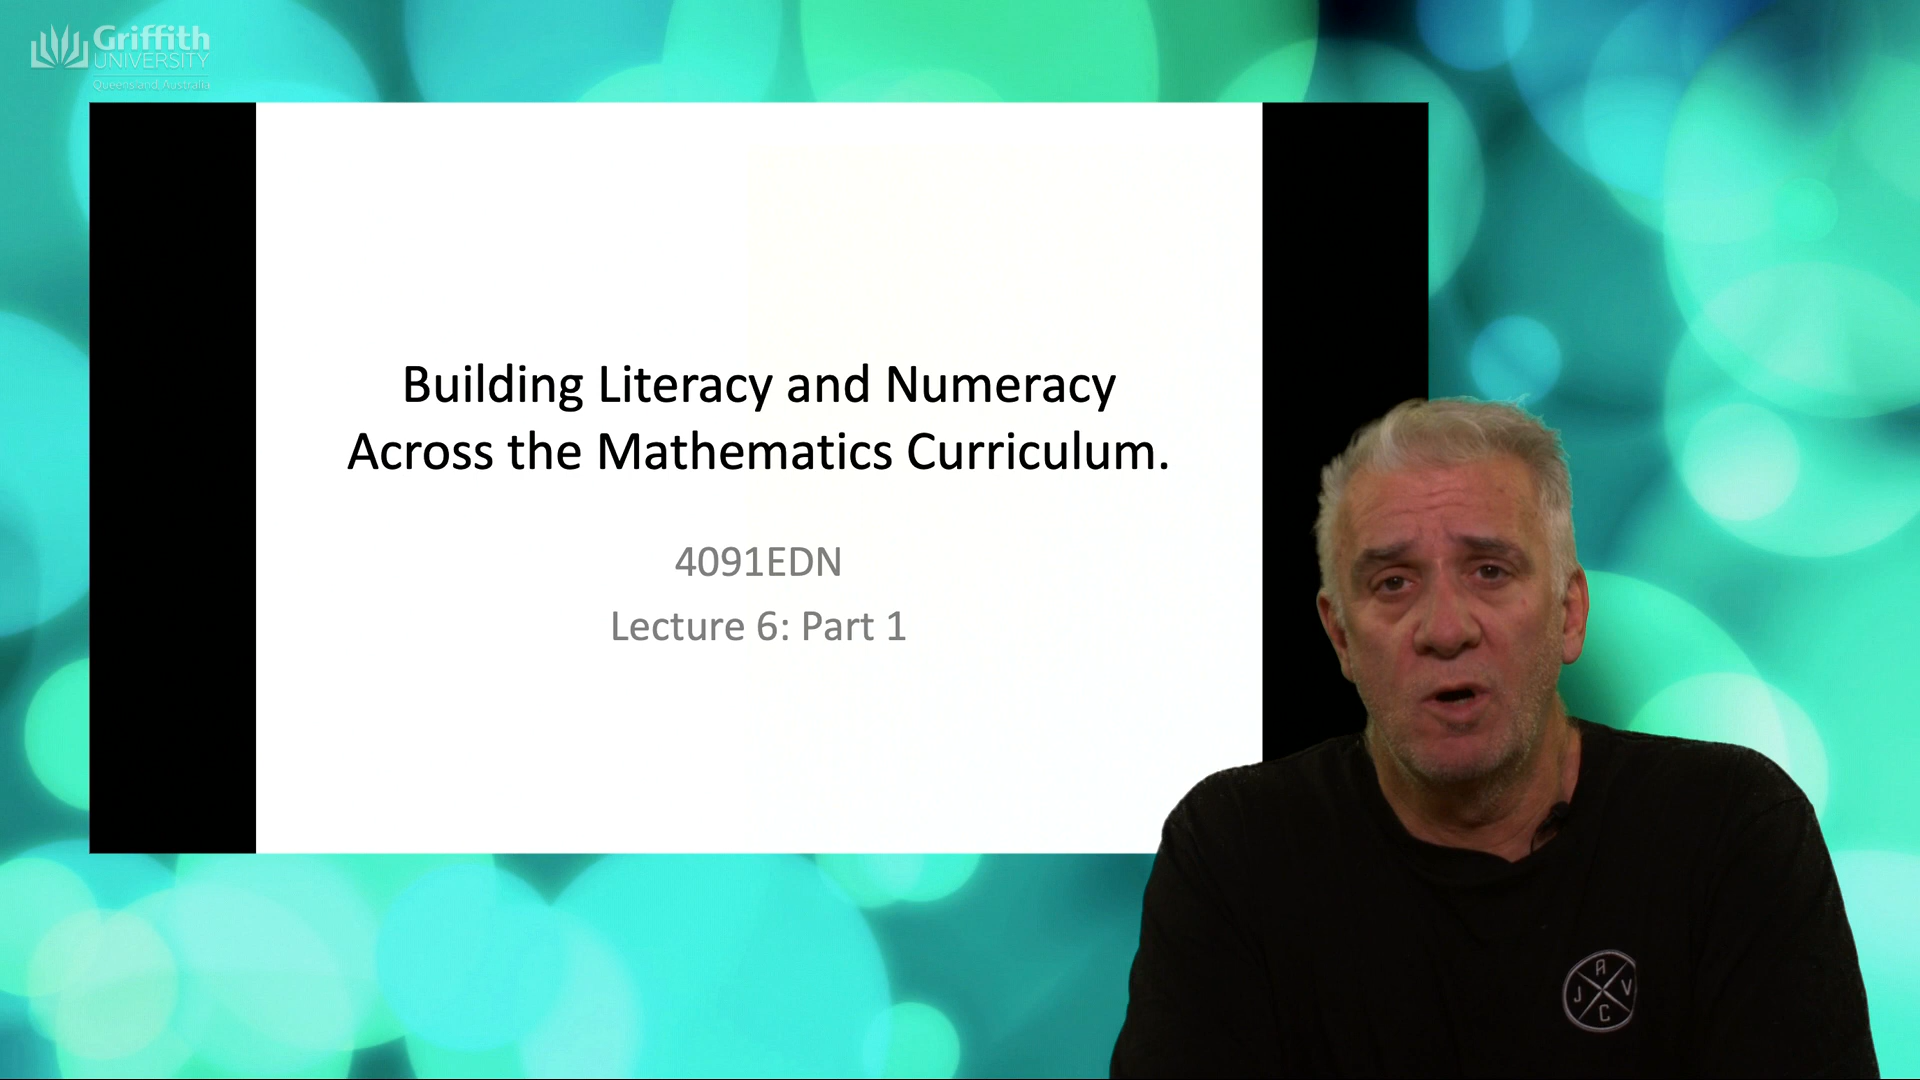 Griffith
UNIVERSITY
Queensland, Australia
Building Literacy and Numeracy
Across the Mathematics Curriculum.
4091EDN
Lecture 6: Part 1
A
J V
C